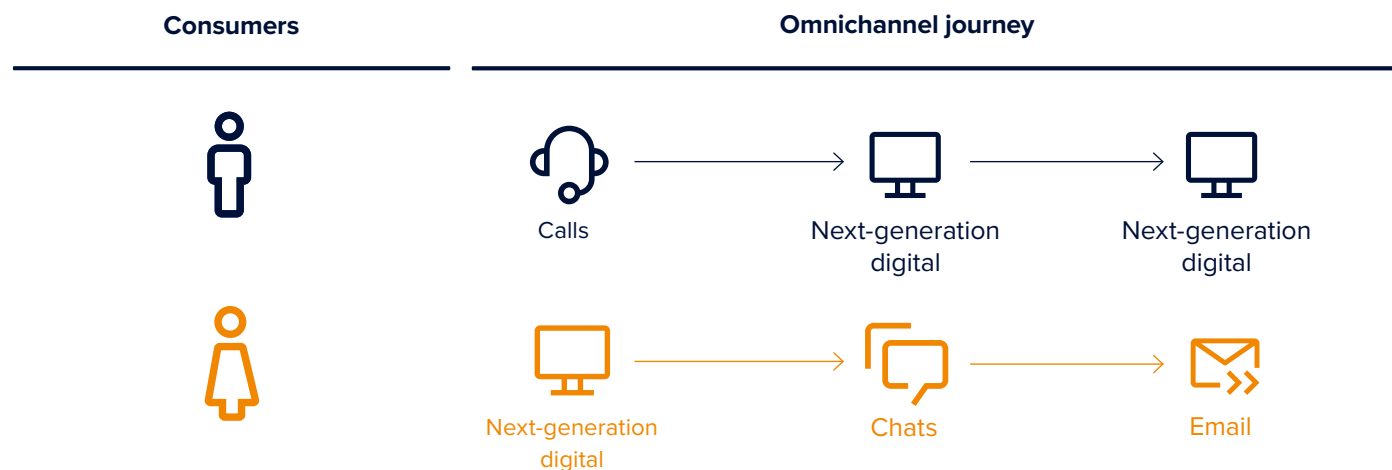 Consumers
Omnichannel journey
Calls
Next-generation
digital
Next-generation
digital
Next-generation
digital
Chats
Email